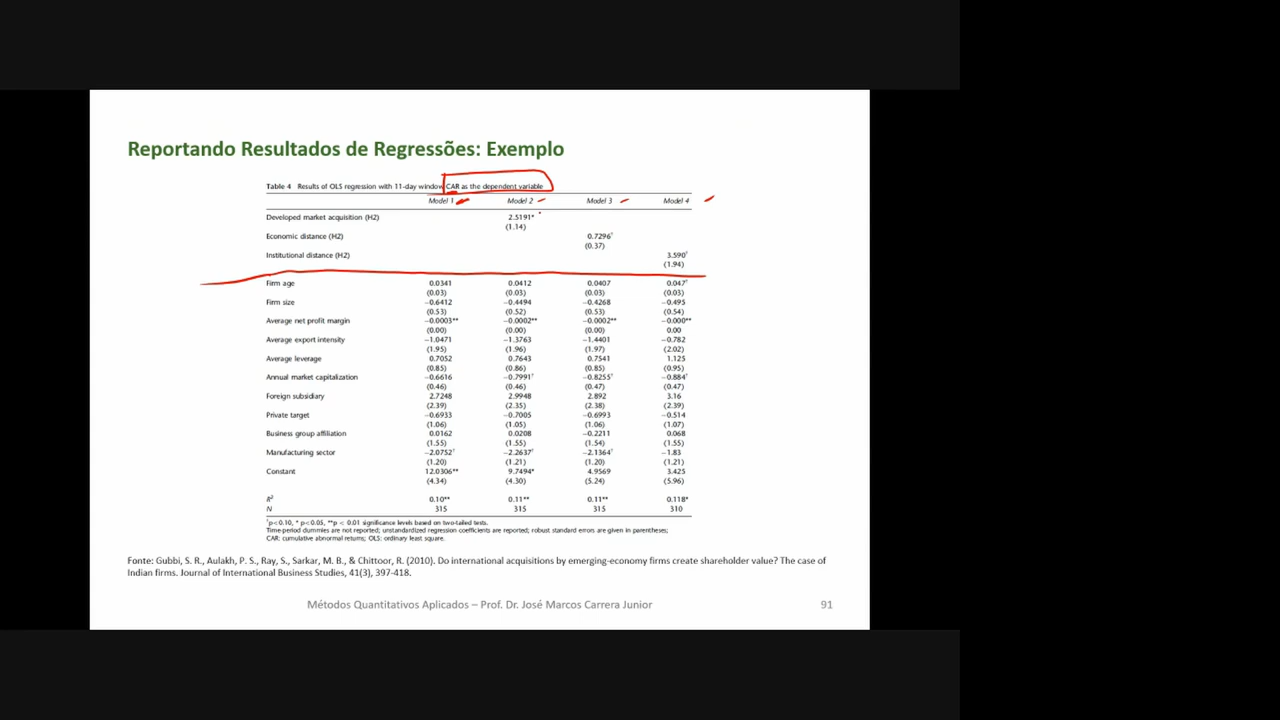 Reportando Resultados de Regressões: Exemplo
Table 4 Results of OLS regression with 11-day window CAR as the dependent variable
Model 1 Model 2 Model 3 Model 4
Developed market acquisition (H2) 2.5191*
(1.14)
Economic distance (H2) 0.7296†
(0.37)
Institutional distance (H2) 3.590†
(1.94)
Firm age 0.0341 0.0412 0.0407 0.047†
(0.03) (0.03) (0.03) (0.03)
Firm size −0.6412 −0.4494 −0.4268 −0.495
(0.53) (0.52) (0.53) (0.54)
Average net profit margin −0.0003** −0.0002** −0.0002** −0.000**
(0.00) (0.00) (0.00) 0.00
Average export intensity −1.0471 −1.3763 −1.4401 −0.782
(1.95) (1.96) (1.97) (2.02)
Average leverage 0.7052 0.7643 0.7541 1.125
(0.85) (0.86) (0.85) (0.95)
Annual market capitalization −0.6616 −0.7991† −0.8255† −0.884†
(0.46) (0.46) (0.47) (0.47)
Foreign subsidiary 2.7248 2.9948 2.892 3.16
(2.39) (2.35) (2.38) (2.39)
Private target −0.6933 −0.7005 −0.6993 −0.514
(1.06) (1.05) (1.06) (1.07)
Business group affiliation 0.0162 0.0208 −0.2211 0.068
(1.55) (1.55) (1.54) (1.55)
Manufacturing sector −2.0752† −2.2637† −2.1364† −1.83
(1.20) (1.21) (1.20) (1.21)
Constant 12.0306** 9.7494* 4.9569 3.425
(4.34) (4.30) (5.24) (5.96)
R² 0.10** 0.11** 0.11** 0.118*
N 315 315 315 310
†p<0.10, * p<0.05, **p < 0.01 significance levels based on two-tailed tests.
Time-period dummies are not reported; unstandardized regression coefficients are reported; robust standard errors are given in parentheses;
CAR: cumulative abnormal returns; OLS: ordinary least square.
Fonte: Gubbi, S. R., Aulakh, P. S., Ray, S., Sarkar, M. B., & Chittoor, R. (2010). Do international acquisitions by emerging-economy firms create shareholder value? The case of
Indian firms. Journal of International Business Studies, 41(3), 397-418.
Métodos Quantitativos Aplicados – Prof. Dr. José Marcos Carrera Junior 91